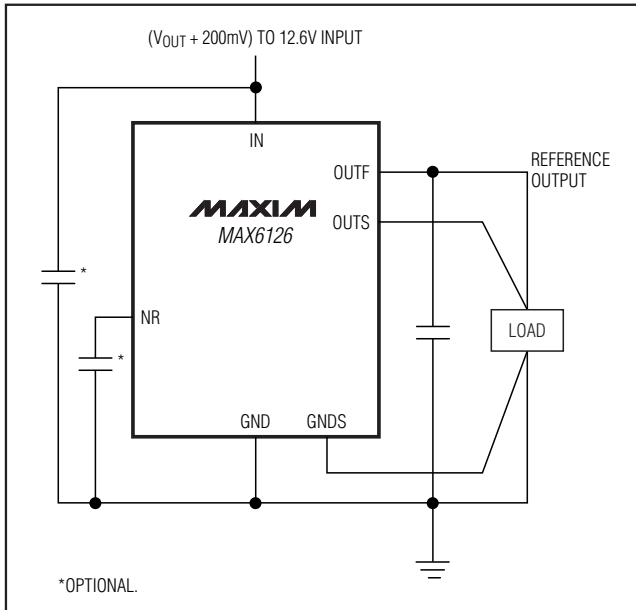 (VOUT + 200mV) TO 12.6V INPUT
IN
OUTF
REFERENCE
OUTPUT
MAXIM
MAX6126
OUTS
*
NR
*
LOAD
GND
GNDS
*OPTIONAL.